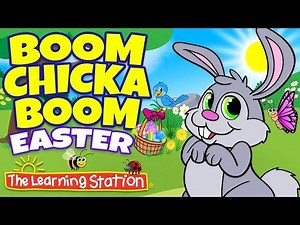 BOOM
CHICKA
BOOM
EASTER
The Learning Station